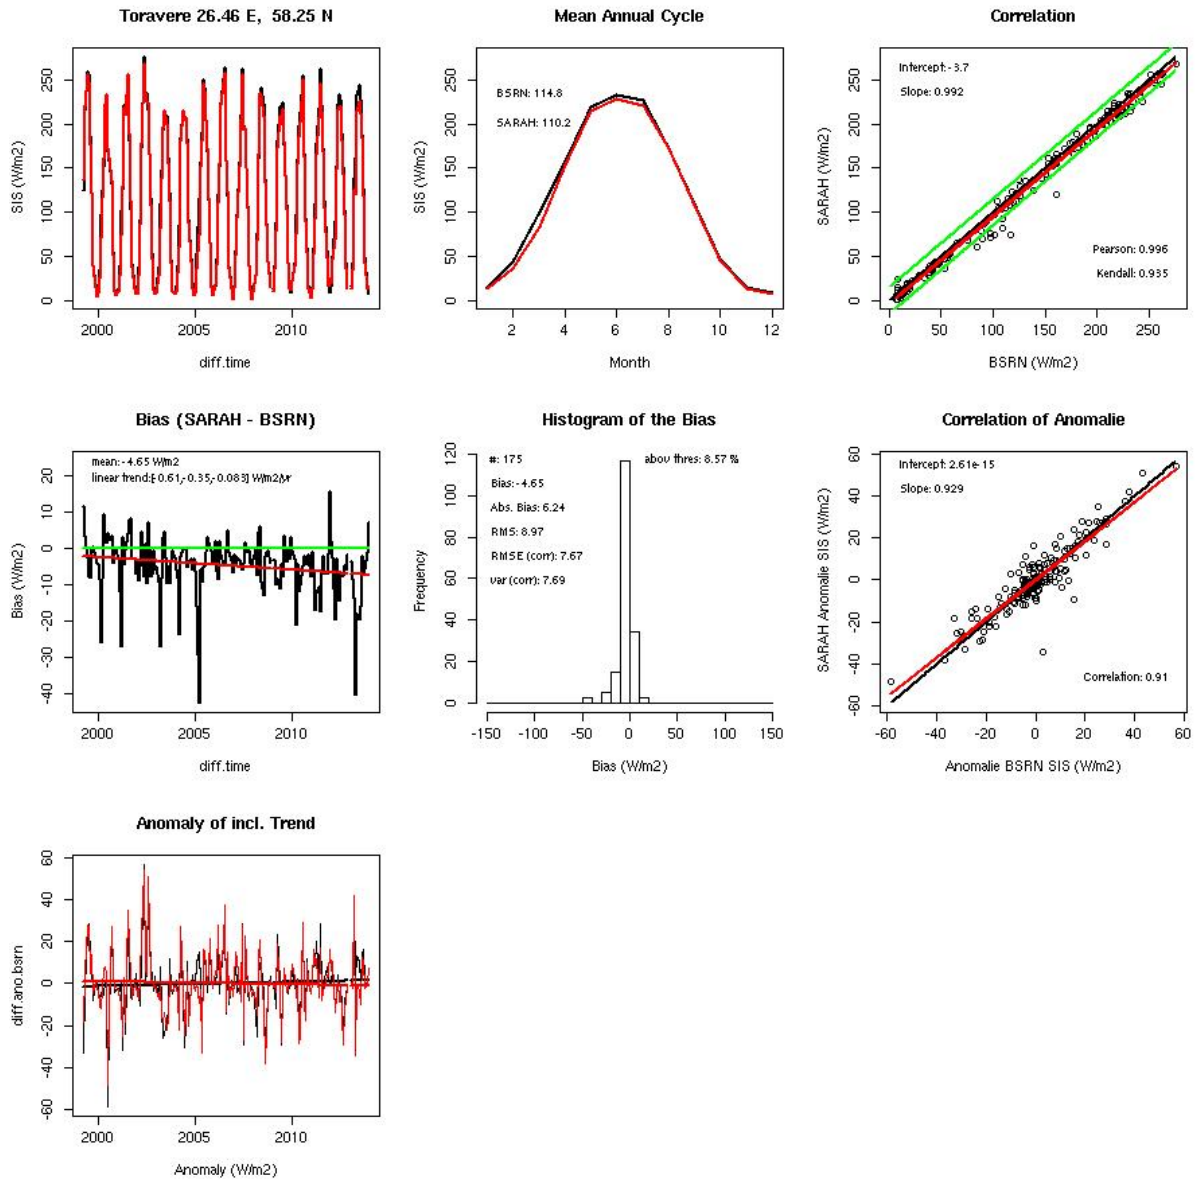 Toravere 26.46 E, 58.25 N
SIS (W/m2)
250
200
150
100
50
0
2000 2005 2010
diff.time
Mean Annual Cycle
BSRN: 114.8
SARAH: 110.2
SIS (W/m2)
250
200
150
100
50
0
2 4 6 8 10 12
Month
Correlation
Intercept:-3.7
Slope: 0.992
Pearson: 0.996
Kendall: 0.935
SARAH (W/m2)
250
200
150
100
50
0
0 50 100 150 200 250
BSRN (W/m2)
Bias (SARAH - BSRN)
mean:-4.65 W/m2
linear trend:[-0.61,-0.35,-0.083] W/m2/yr
Bias (W/m2)
20
10
0
-10
-20
-30
-40
2000 2005 2010
diff.time
Histogram of the Bias
#: 175
abov thres: 8.57 %
Bias:-4.65
Abs. Bias: 6.24
RMS: 8.97
RMSE (corr): 7.67
var (corr): 7.69
Frequency
120
100
80
60
40
20
0
-150 -100 -50 0 50 100 150
Bias (W/m2)
Correlation of Anomalie
Intercept: 2.61e-15
Slope: 0.929
Correlation: 0.91
SARAH Anomalie SIS (W/m2)
60
40
20
0
-20
-40
-60
-60 -40 -20 0 20 40 60
Anomalie BSRN SIS (W/m2)
Anomaly of incl. Trend
diff.ano.bsrn
60
40
20
0
-20
-40
-60
2000 2005 2010
Anomaly (W/m2)